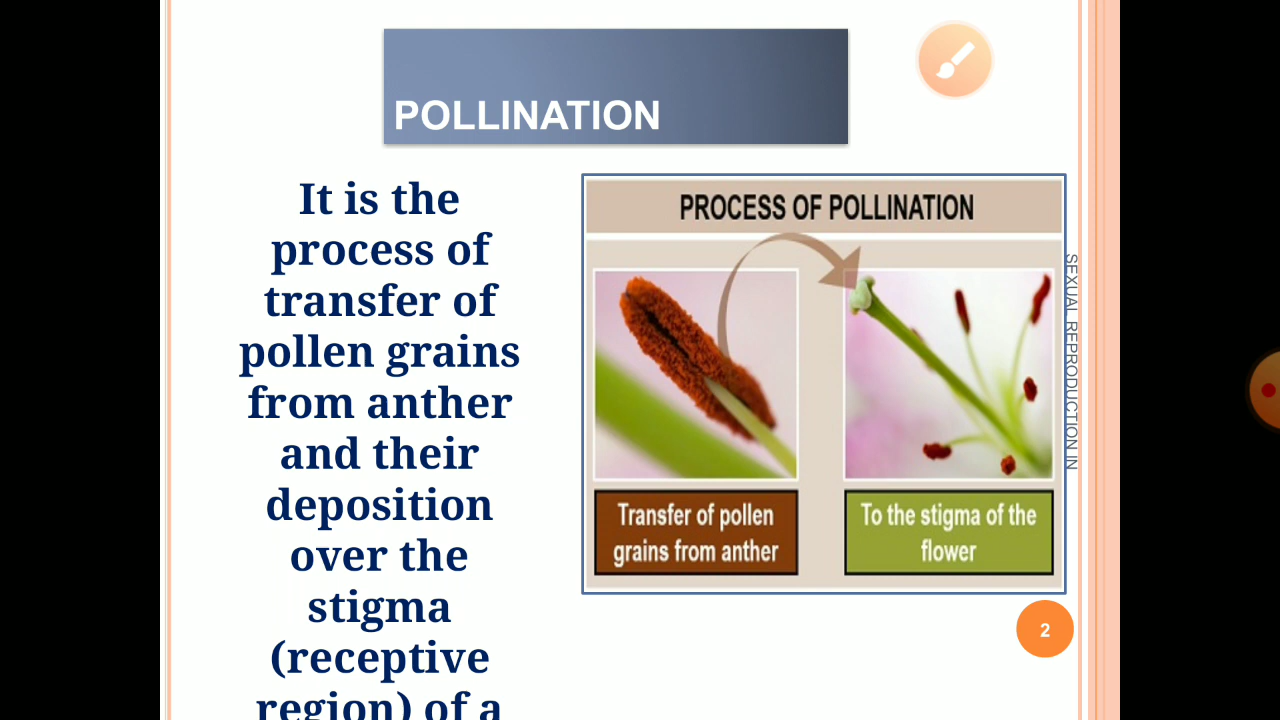 POLLINATION
It is the
process of
transfer of
pollen grains
from anther
and their
deposition
over the
stigma
(receptive
region) of a
PROCESS OF POLLINATION
Transfer of pollen
grains from anther
To the stigma of the
flower
SEXUAL REPRODUCTION IN
2